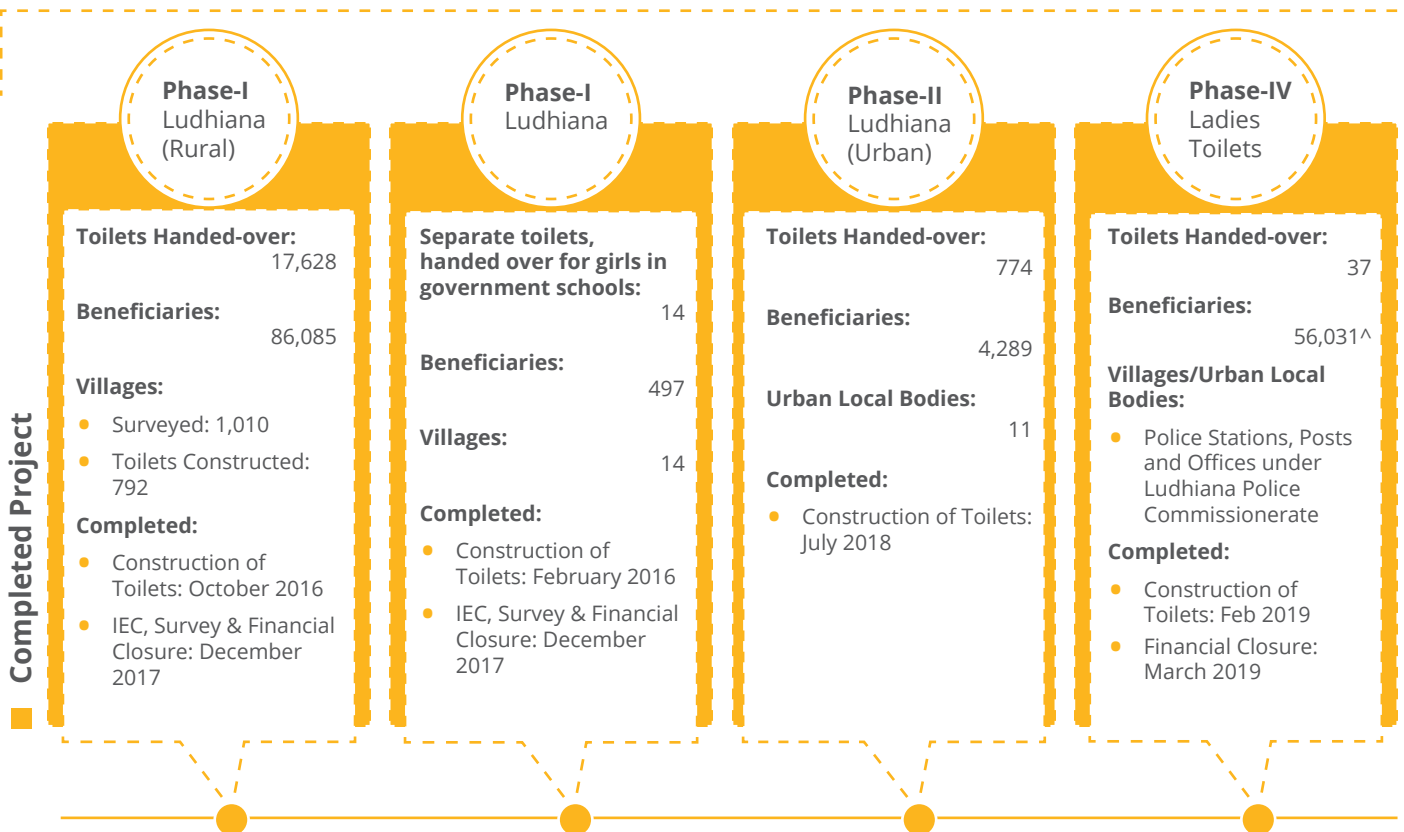 Completed Project
Phase-I
Ludhiana
(Rural)
Toilets Handed-over:
17,628
Beneficiaries:
86,085
Villages:
• Surveyed: 1,010
• Toilets Constructed:
792
Completed:
• Construction of
Toilets: October 2016
• IEC, Survey & Financial
Closure: December
2017
Phase-I
Ludhiana
Separate toilets,
handed over for girls in
government schools:
14
Beneficiaries:
497
Villages:
14
Completed:
• Construction of
Toilets: February 2016
• IEC, Survey & Financial
Closure: December
2017
Phase-II
Ludhiana
(Urban)
Toilets Handed-over:
774
Beneficiaries:
4,289
Urban Local Bodies:
11
Completed:
• Construction of Toilets:
July 2018
Phase-IV
Ladies
Toilets
Toilets Handed-over:
37
Beneficiaries:
56,031^
Villages/Urban Local
Bodies:
• Police Stations, Posts
and Offices under
Ludhiana Police
Commissionerate
Completed:
• Construction of
Toilets: Feb 2019
• Financial Closure:
March 2019